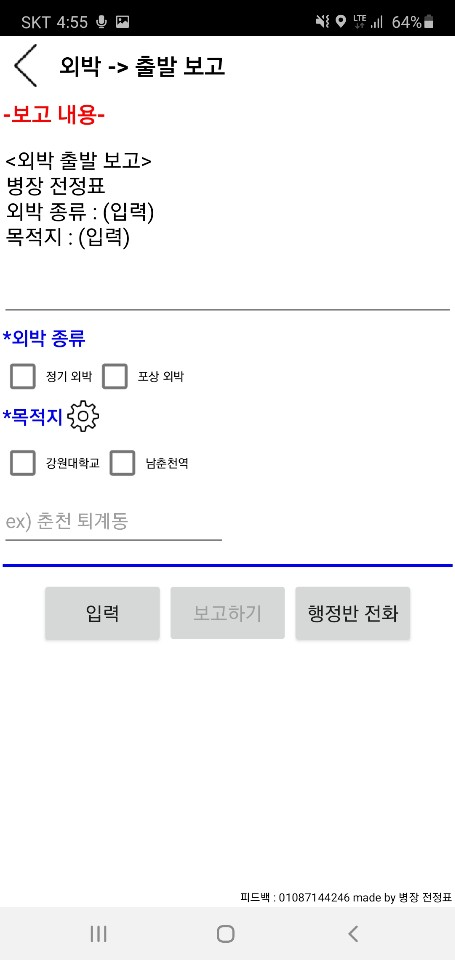 SKT 4:55 LTE 64%
외박 -> 출발 보고
-보고 내용-
<외박 출발 보고>
병장 전정표
외박 종류 : (입력)
목적지 : (입력)
*외박 종류
정기 외박 포상 외박
*목적지
강원대학교 남춘천역
ex) 춘천 퇴계동
입력 보고하기 행정반 전화
피드백 : 01087144246 made by 병장 전정표